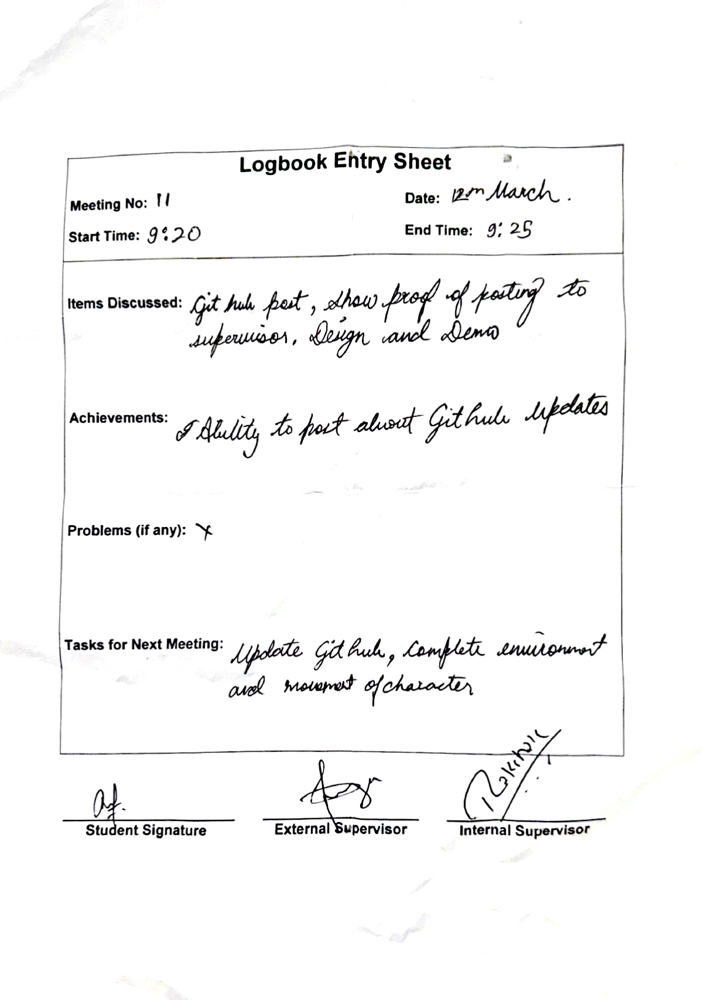 Logbook Entry Sheet
Meeting No: 11
Date: 12th March.
Start Time: 9:20
End Time: 9:25
Items Discussed: Git hub post, show proof of posting to
supervisor. Design and Demo
Achievements: Ability to post about Github Updates
Problems (if any): X
Tasks for Next Meeting: Update Git hub, Complete environment
and movement of character
Student Signature
External Supervisor
Internal Supervisor